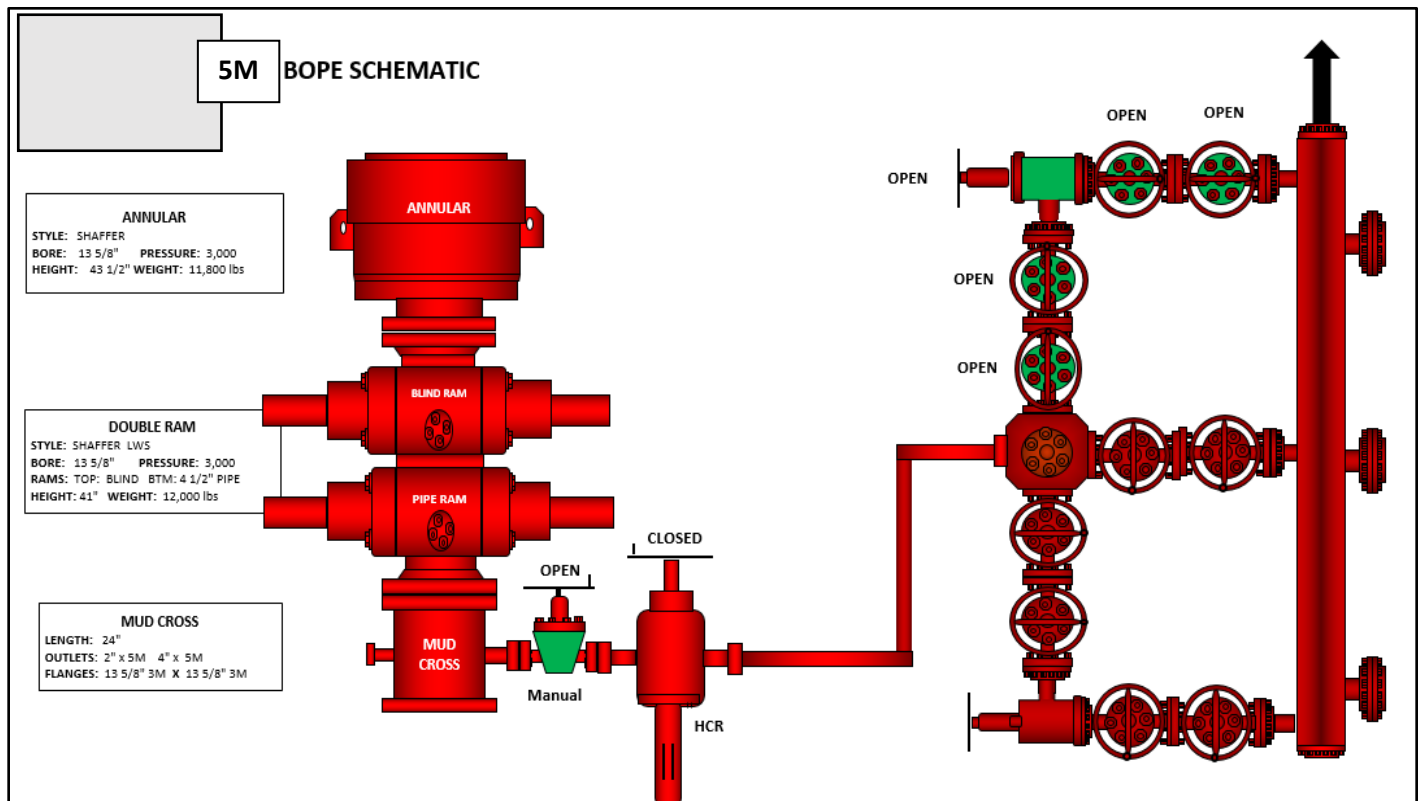 5M BOPE SCHEMATIC
ANNULAR
STYLE: SHAFFER
BORE: 13 5/8" PRESSURE: 3,000
HEIGHT: 43 1/2" WEIGHT: 11,800 lbs
DOUBLE RAM
STYLE: SHAFFER LWS
BORE: 13 5/8" PRESSURE: 3,000
RAMS: TOP: BLIND BTM: 4 1/2" PIPE
HEIGHT: 41" WEIGHT: 12,000 lbs
MUD CROSS
LENGTH: 24"
OUTLETS: 2" x 5M 4" x 5M
FLANGES: 13 5/8" 3M X 13 5/8" 3M
ANNULAR
BLIND RAM
PIPE RAM
MUD
CROSS
OPEN
Manual
CLOSED
HCR
OPEN
OPEN
OPEN
OPEN
OPEN